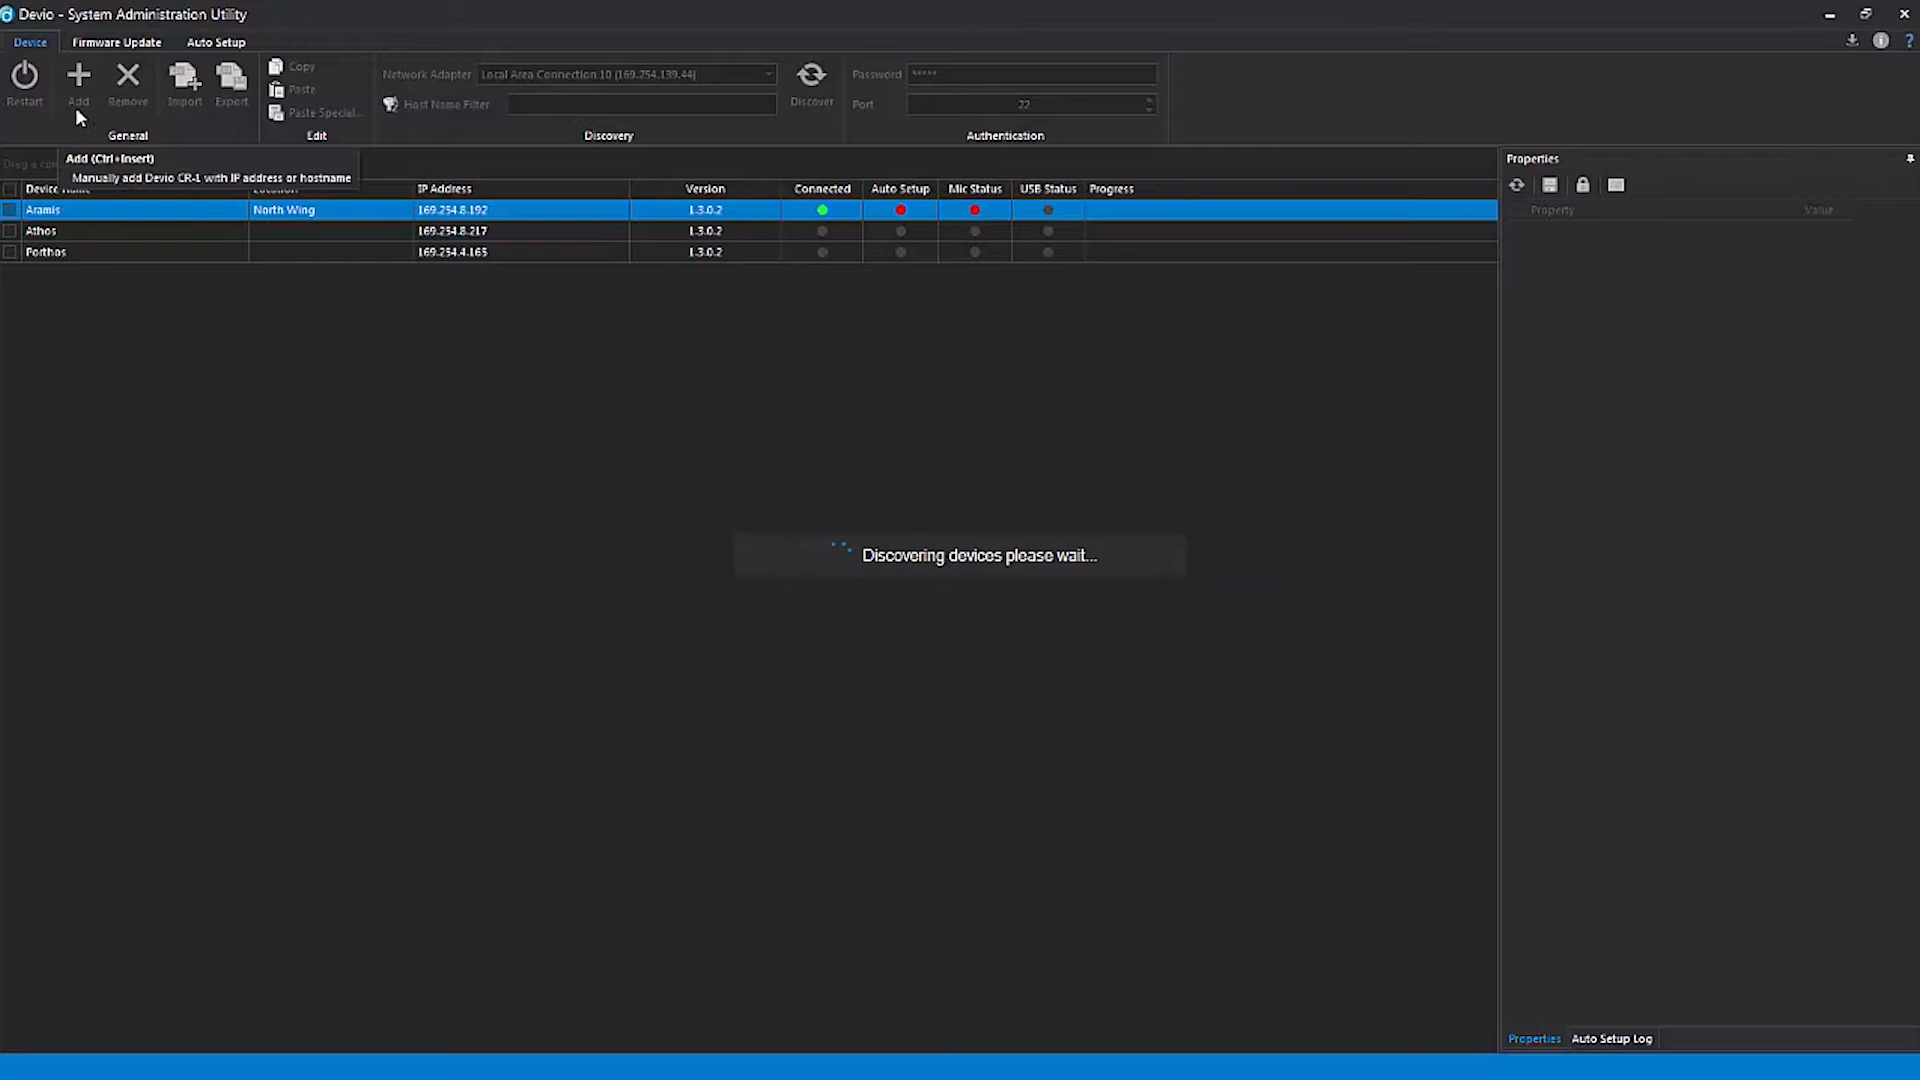 Devio - System Administration Utility
Device Firmware Update Auto Setup
Restart Add Remove Import Export
General
Copy
Paste
Paste Special...
Edit
Network Adapter Local Area Connection 10 (169.254.139.44)
Host Name Filter
Discover
Discovery
Password *****
Port 22
Authentication
Drag a
Add (Ctrl+Insert)
Manually add Devio CR-1 with IP address or hostname
Device Name Location IP Address Version Connected Auto Setup Mic Status USB Status Progress
Aramis North Wing 169.254.8.192 1.3.0.2
Athos 169.254.8.217 1.3.0.2
Porthos 169.254.4.165 1.3.0.2
Discovering devices please wait...
Properties
Property Value
Properties Auto Setup Log